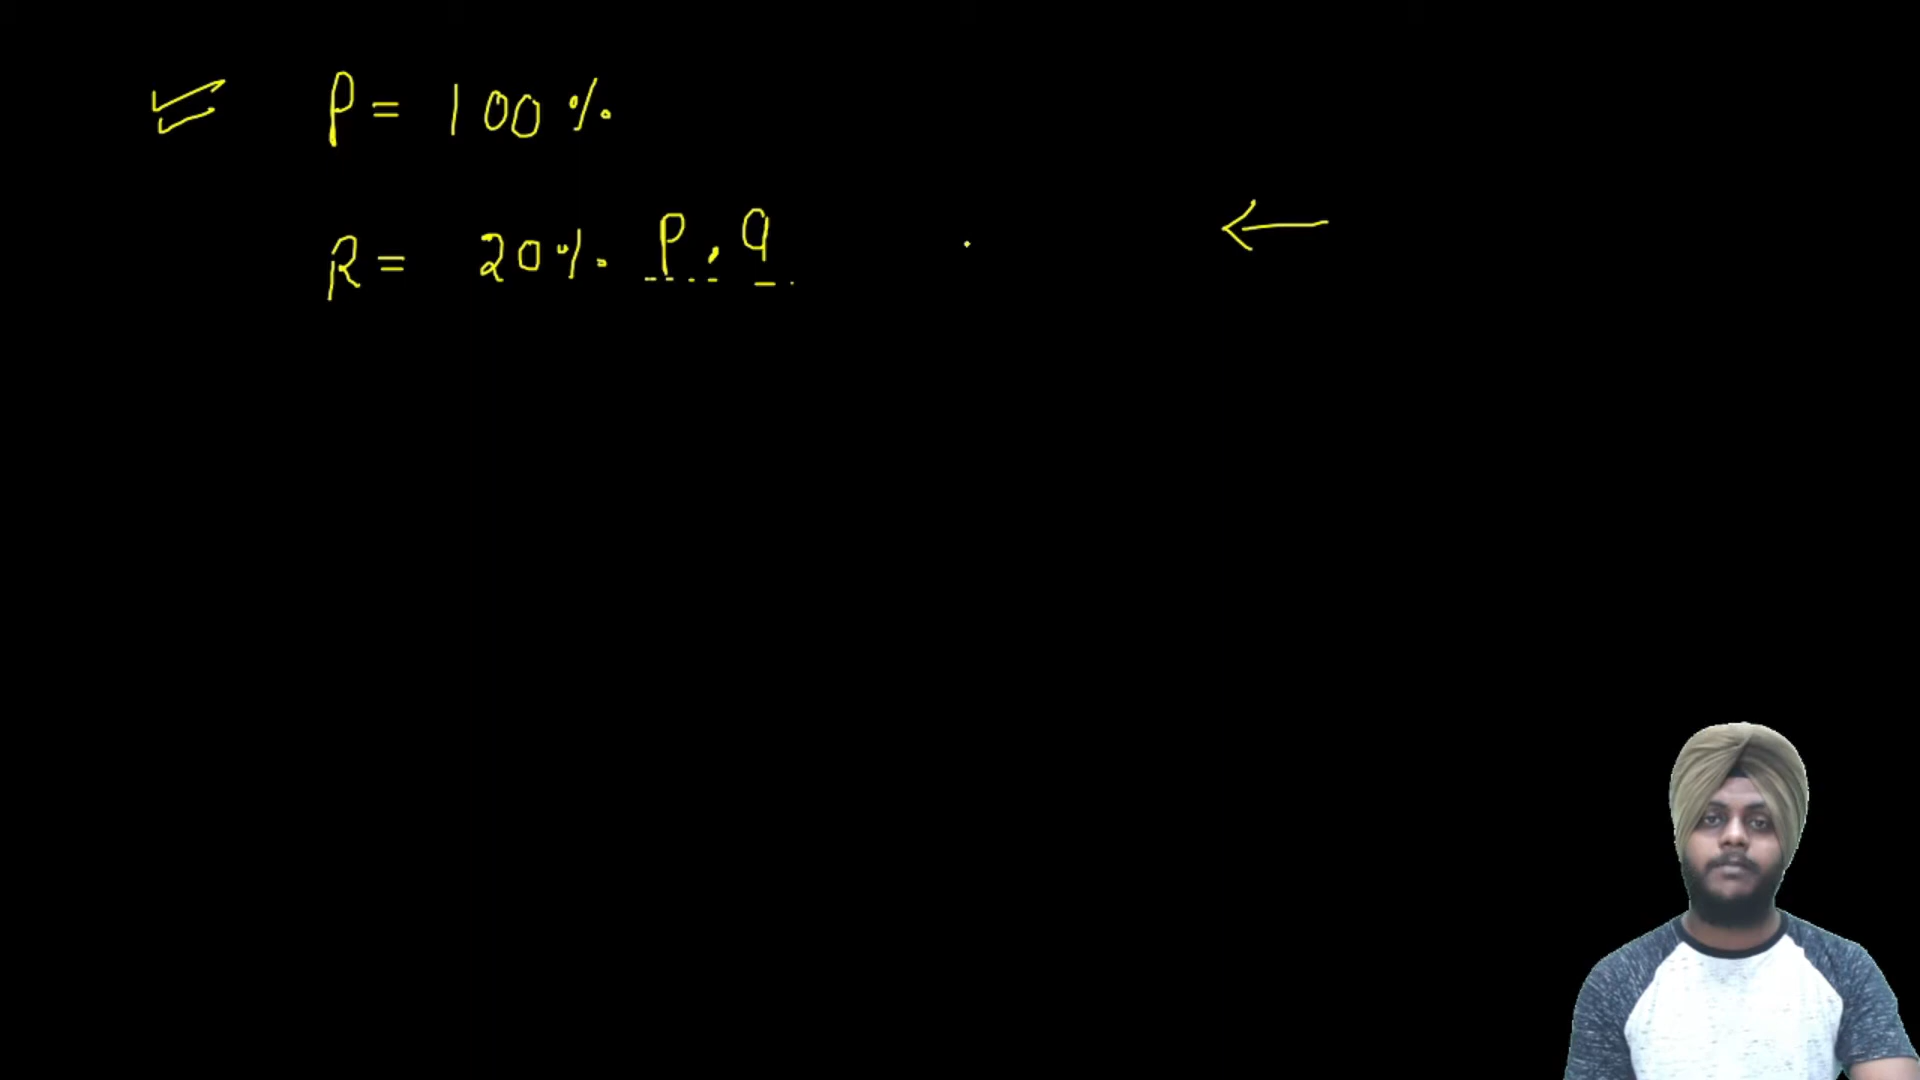 P = 100%
R = 20% P.a